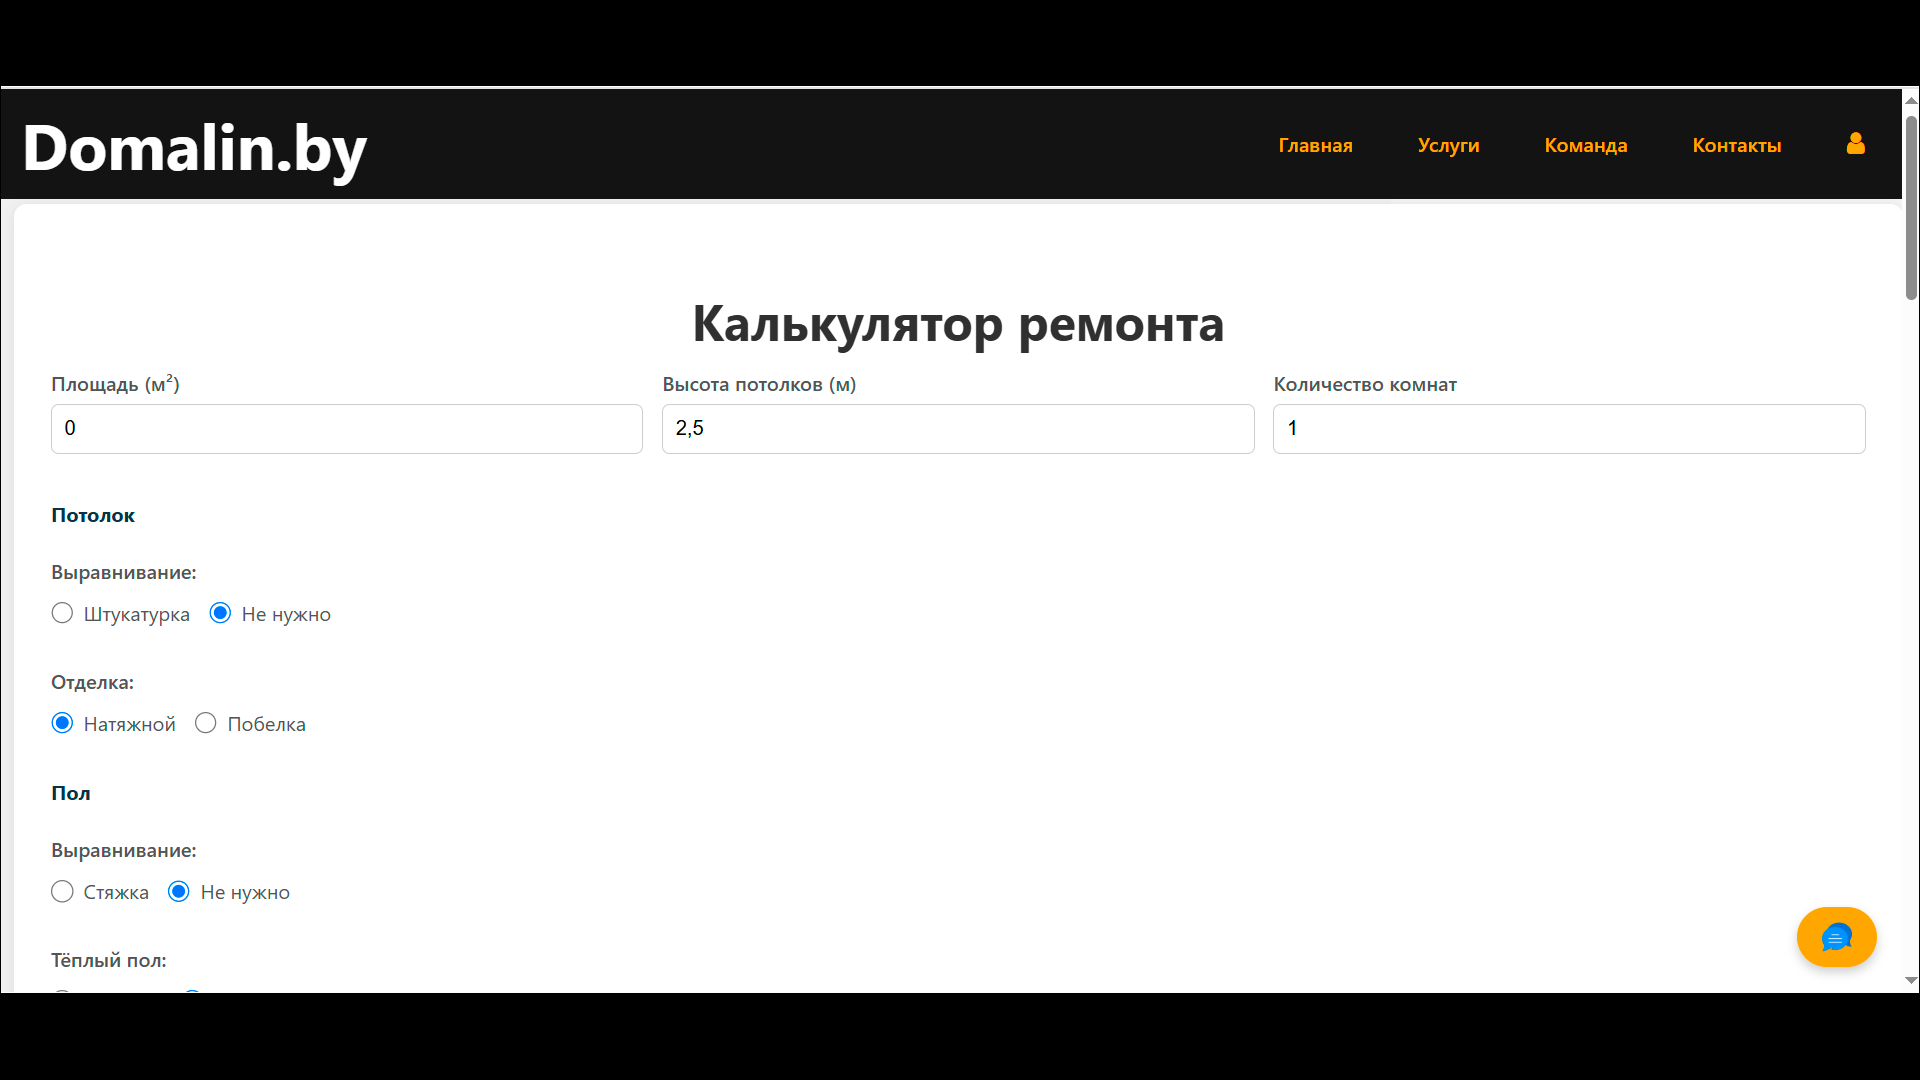 Domalin.by
Главная Услуги Команда Контакты
Калькулятор ремонта
Площадь (м²) Высота потолков (м) Количество комнат
0 2,5 1
Потолок
Выравнивание:
Штукатурка Не нужно
Отделка:
Натяжной Побелка
Пол
Выравнивание:
Стяжка Не нужно
Тёплый пол: